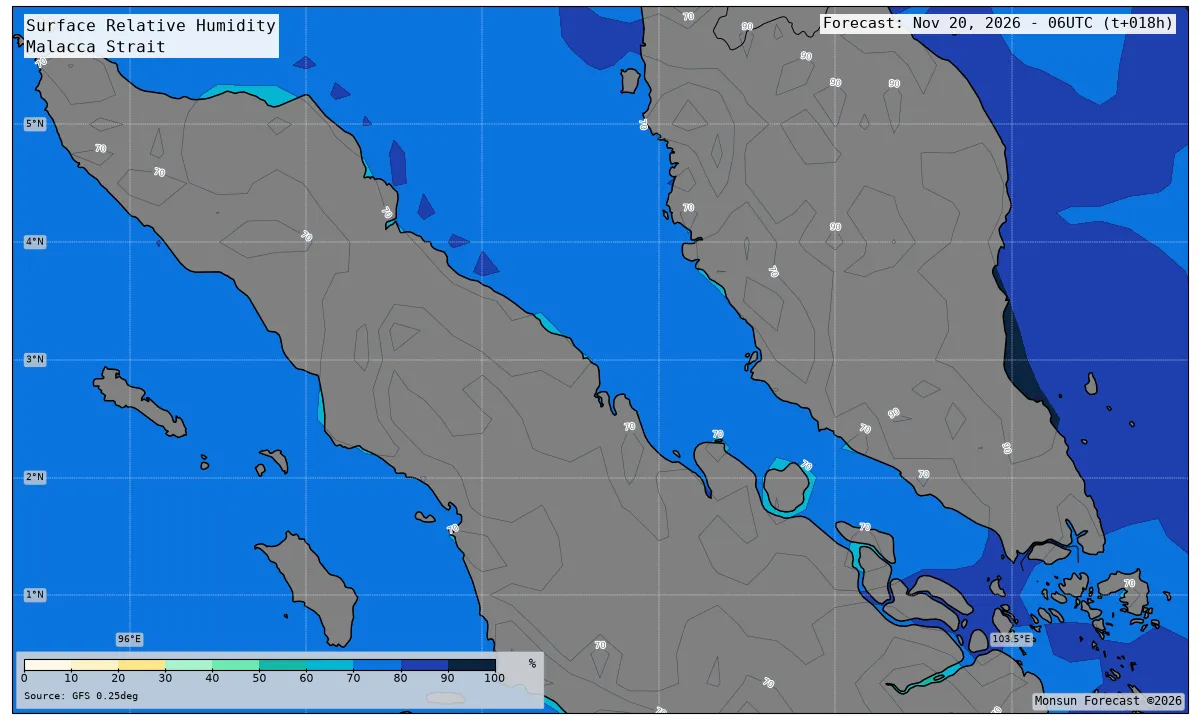 Surface Relative Humidity
Malacca Strait
Forecast: Nov 20, 2026 - 06UTC (t+018h)
70
90
90
70
90
90
5°N
70
70
70
70
70
90
4°N
70
70
3°N
90
70
70
70
90
2°N
70
70
70
70
1°N
70
96°E
103.5°E
70
%
0 10 20 30 40 50 60 70 80 90 100
Source: GFS 0.25deg
70
Monsun Forecast ©2026